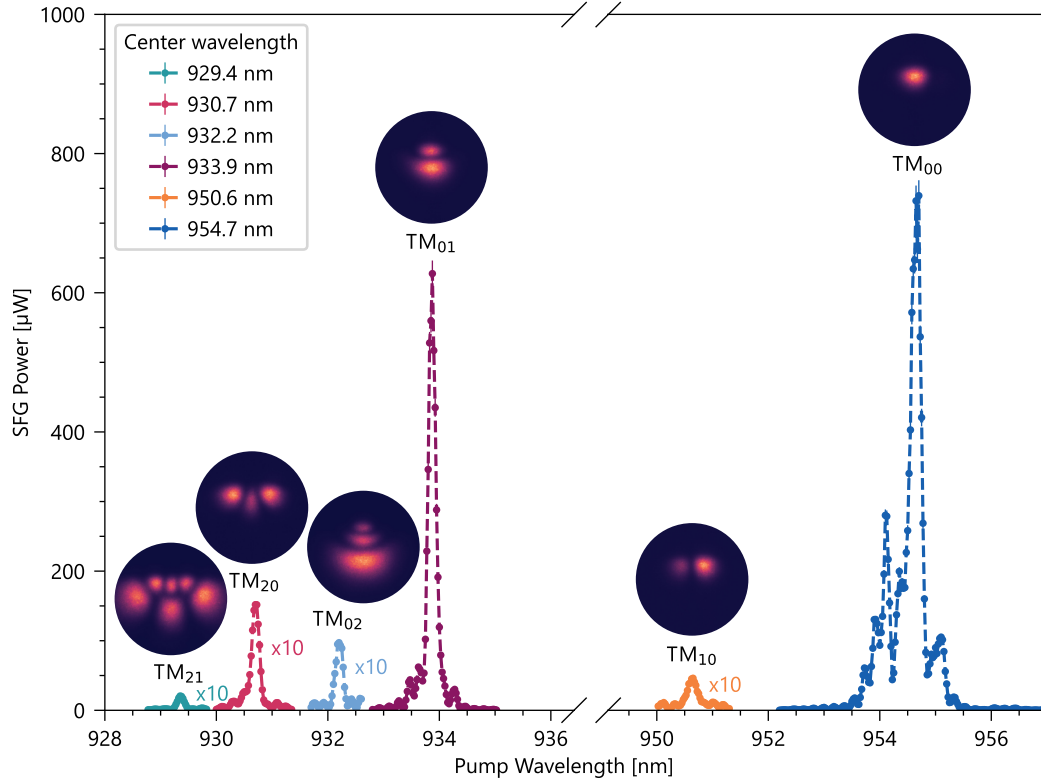 1000
800
600
400
200
0
SFG Power [µW]
Center wavelength
929.4 nm
930.7 nm
932.2 nm
933.9 nm
950.6 nm
954.7 nm
TM₀₀
TM₀₁
TM₂₀
x10
TM₀₂
x10
TM₂₁
x10
TM₁₀
x10
928 930 932 934 936 950 952 954 956
Pump Wavelength [nm]